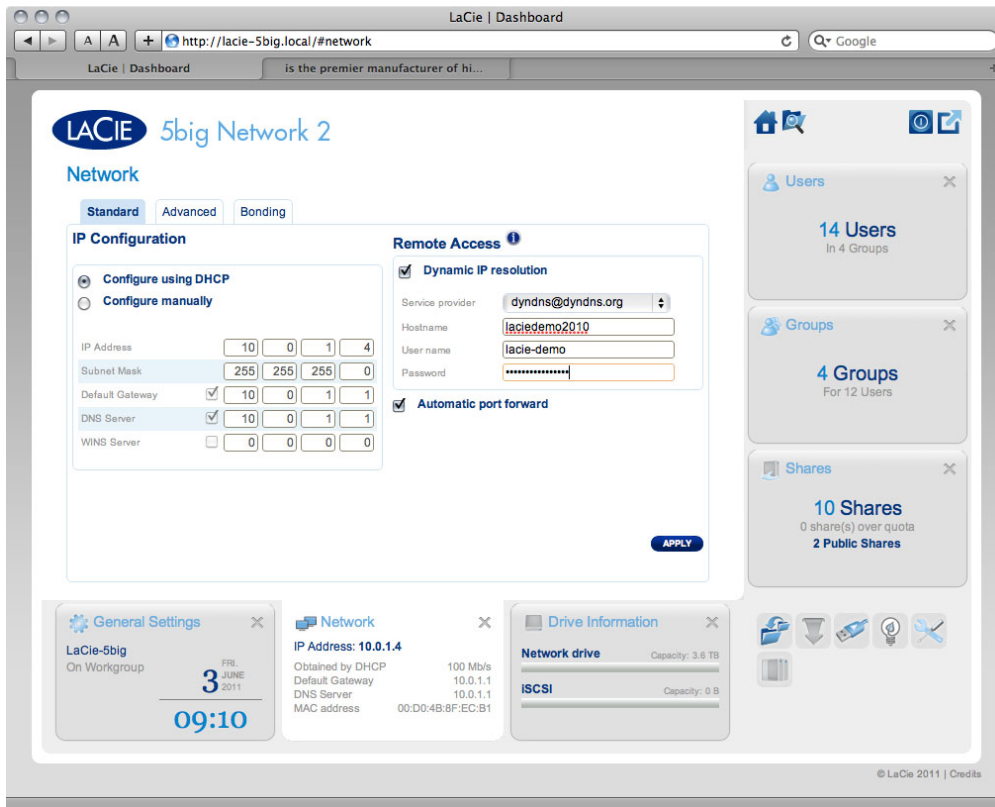 LaCie | Dashboard
A A + http://lacie-5big.local/#network Google
LaCie | Dashboard is the premier manufacturer of hi...
LACIE 5big Network 2
Network
Standard Advanced Bonding
IP Configuration
Configure using DHCP
Configure manually
IP Address 10 0 1 4
Subnet Mask 255 255 255 0
Default Gateway 10 0 1 1
DNS Server 10 0 1 1
WINS Server 0 0 0 0
Remote Access i
Dynamic IP resolution
Service provider dyndns@dyndns.org
Hostname laciedemo2010
User name lacie-demo
Password ••••••••••••••••
Automatic port forward
APPLY
Users
14 Users
In 4 Groups
Groups
4 Groups
For 12 Users
Shares
10 Shares
0 share(s) over quota
2 Public Shares
General Settings
LaCie-5big
On Workgroup
FRI.
3 JUNE
2011
09:10
Network
IP Address: 10.0.1.4
Obtained by DHCP 100 Mb/s
Default Gateway 10.0.1.1
DNS Server 10.0.1.1
MAC address 00:D0:4B:8F:EC:B1
Drive Information
Network drive Capacity: 3.6 TB
iSCSI Capacity: 0 B
© LaCie 2011 | Credits